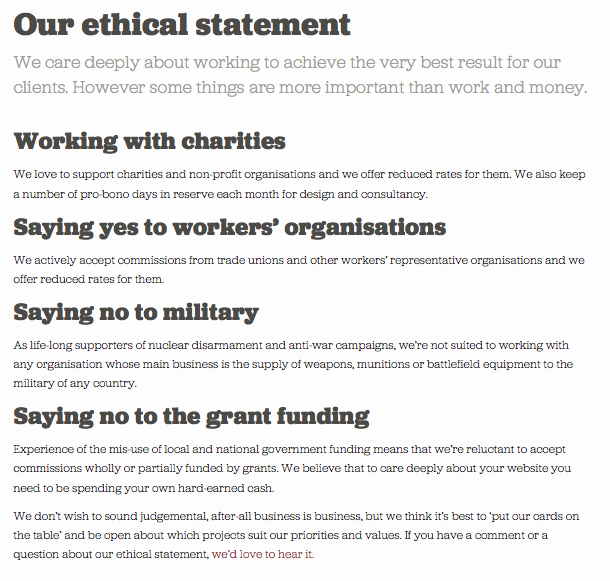 Our ethical statement
We care deeply about working to achieve the very best result for our
clients. However some things are more important than work and money.
Working with charities
We love to support charities and non-profit organisations and we offer reduced rates for them. We also keep
a number of pro-bono days in reserve each month for design and consultancy.
Saying yes to workers’ organisations
We actively accept commissions from trade unions and other workers’ representative organisations and we
offer reduced rates for them.
Saying no to military
As life-long supporters of nuclear disarmament and anti-war campaigns, we’re not suited to working with
any organisation whose main business is the supply of weapons, munitions or battlefield equipment to the
military of any country.
Saying no to the grant funding
Experience of the mis-use of local and national government funding means that we’re reluctant to accept
commissions wholly or partially funded by grants. We believe that to care deeply about your website you
need to be spending your own hard-earned cash.
We don’t wish to sound judgemental, after-all business is business, but we think it’s best to ‘put our cards on
the table’ and be open about which projects suit our priorities and values. If you have a comment or a
question about our ethical statement, we’d love to hear it.